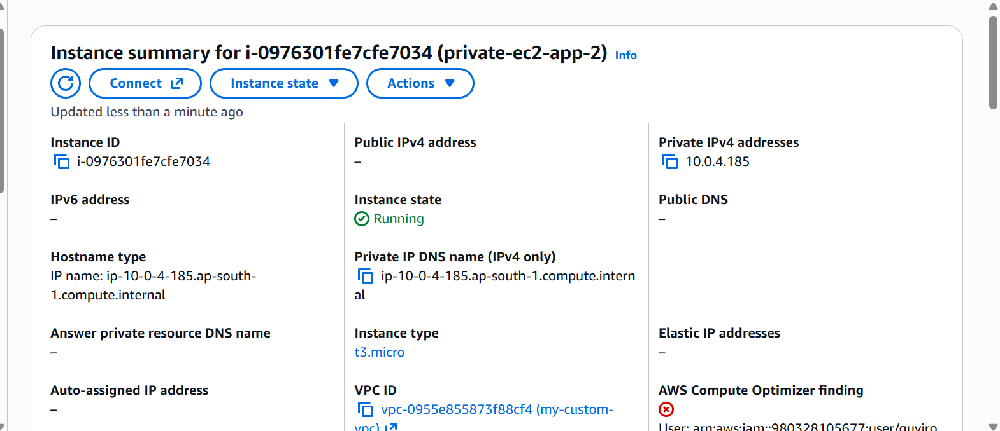 Instance summary for i-0976301fe7cfe7034 (private-ec2-app-2) Info
Connect
Instance state
Actions
Updated less than a minute ago
Instance ID
i-0976301fe7cfe7034
Public IPv4 address
–
Private IPv4 addresses
10.0.4.185
IPv6 address
–
Instance state
Running
Public DNS
–
Hostname type
IP name: ip-10-0-4-185.ap-south-
1.compute.internal
Private IP DNS name (IPv4 only)
ip-10-0-4-185.ap-south-1.compute.intern
al
Answer private resource DNS name
–
Instance type
t3.micro
Elastic IP addresses
–
Auto-assigned IP address
–
VPC ID
vpc-0955e855873f88cf4 (my-custom-
vpc)
AWS Compute Optimizer finding
User: arn:aws:iam::980328105677:user/guviro